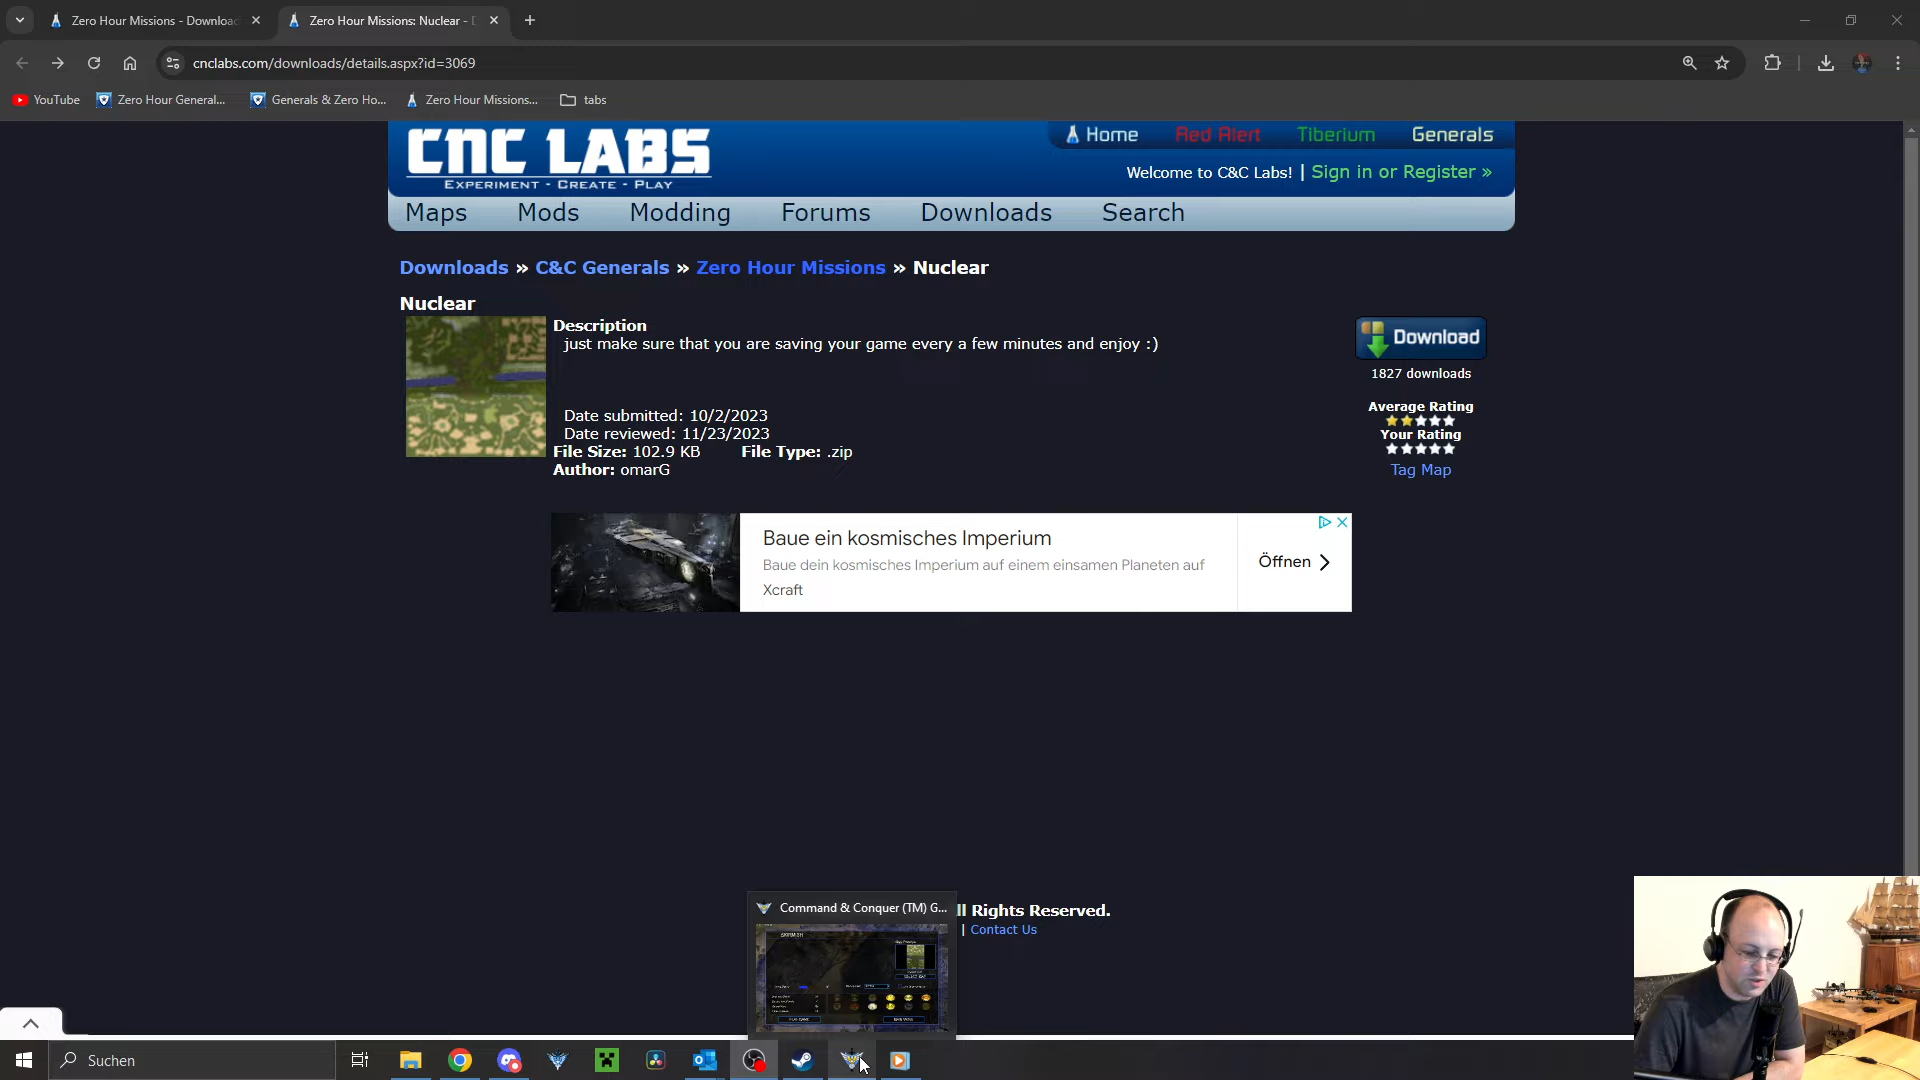 Zero Hour Missions - Downloa
Zero Hour Missions: Nuclear - D
cnclabs.com/downloads/details.aspx?id=3069
YouTube
Zero Hour General...
Generals & Zero Ho...
Zero Hour Missions...
tabs
CNC LABS
EXPERIMENT - CREATE - PLAY
Home
Red Alert
Tiberium
Generals
Welcome to C&C Labs! | Sign in or Register »
Maps
Mods
Modding
Forums
Downloads
Search
Downloads » C&C Generals » Zero Hour Missions » Nuclear
Nuclear
Description
just make sure that you are saving your game every a few minutes and enjoy :)
Date submitted: 10/2/2023
Date reviewed: 11/23/2023
File Size: 102.9 KB File Type: .zip
Author: omarG
Download
1827 downloads
Average Rating
Your Rating
Tag Map
Baue ein kosmisches Imperium
Baue dein kosmisches Imperium auf einem einsamen Planeten auf
Xcraft
Öffnen
Command & Conquer (TM) G...
ll Rights Reserved.
| Contact Us
SKIRMISH
Suchen